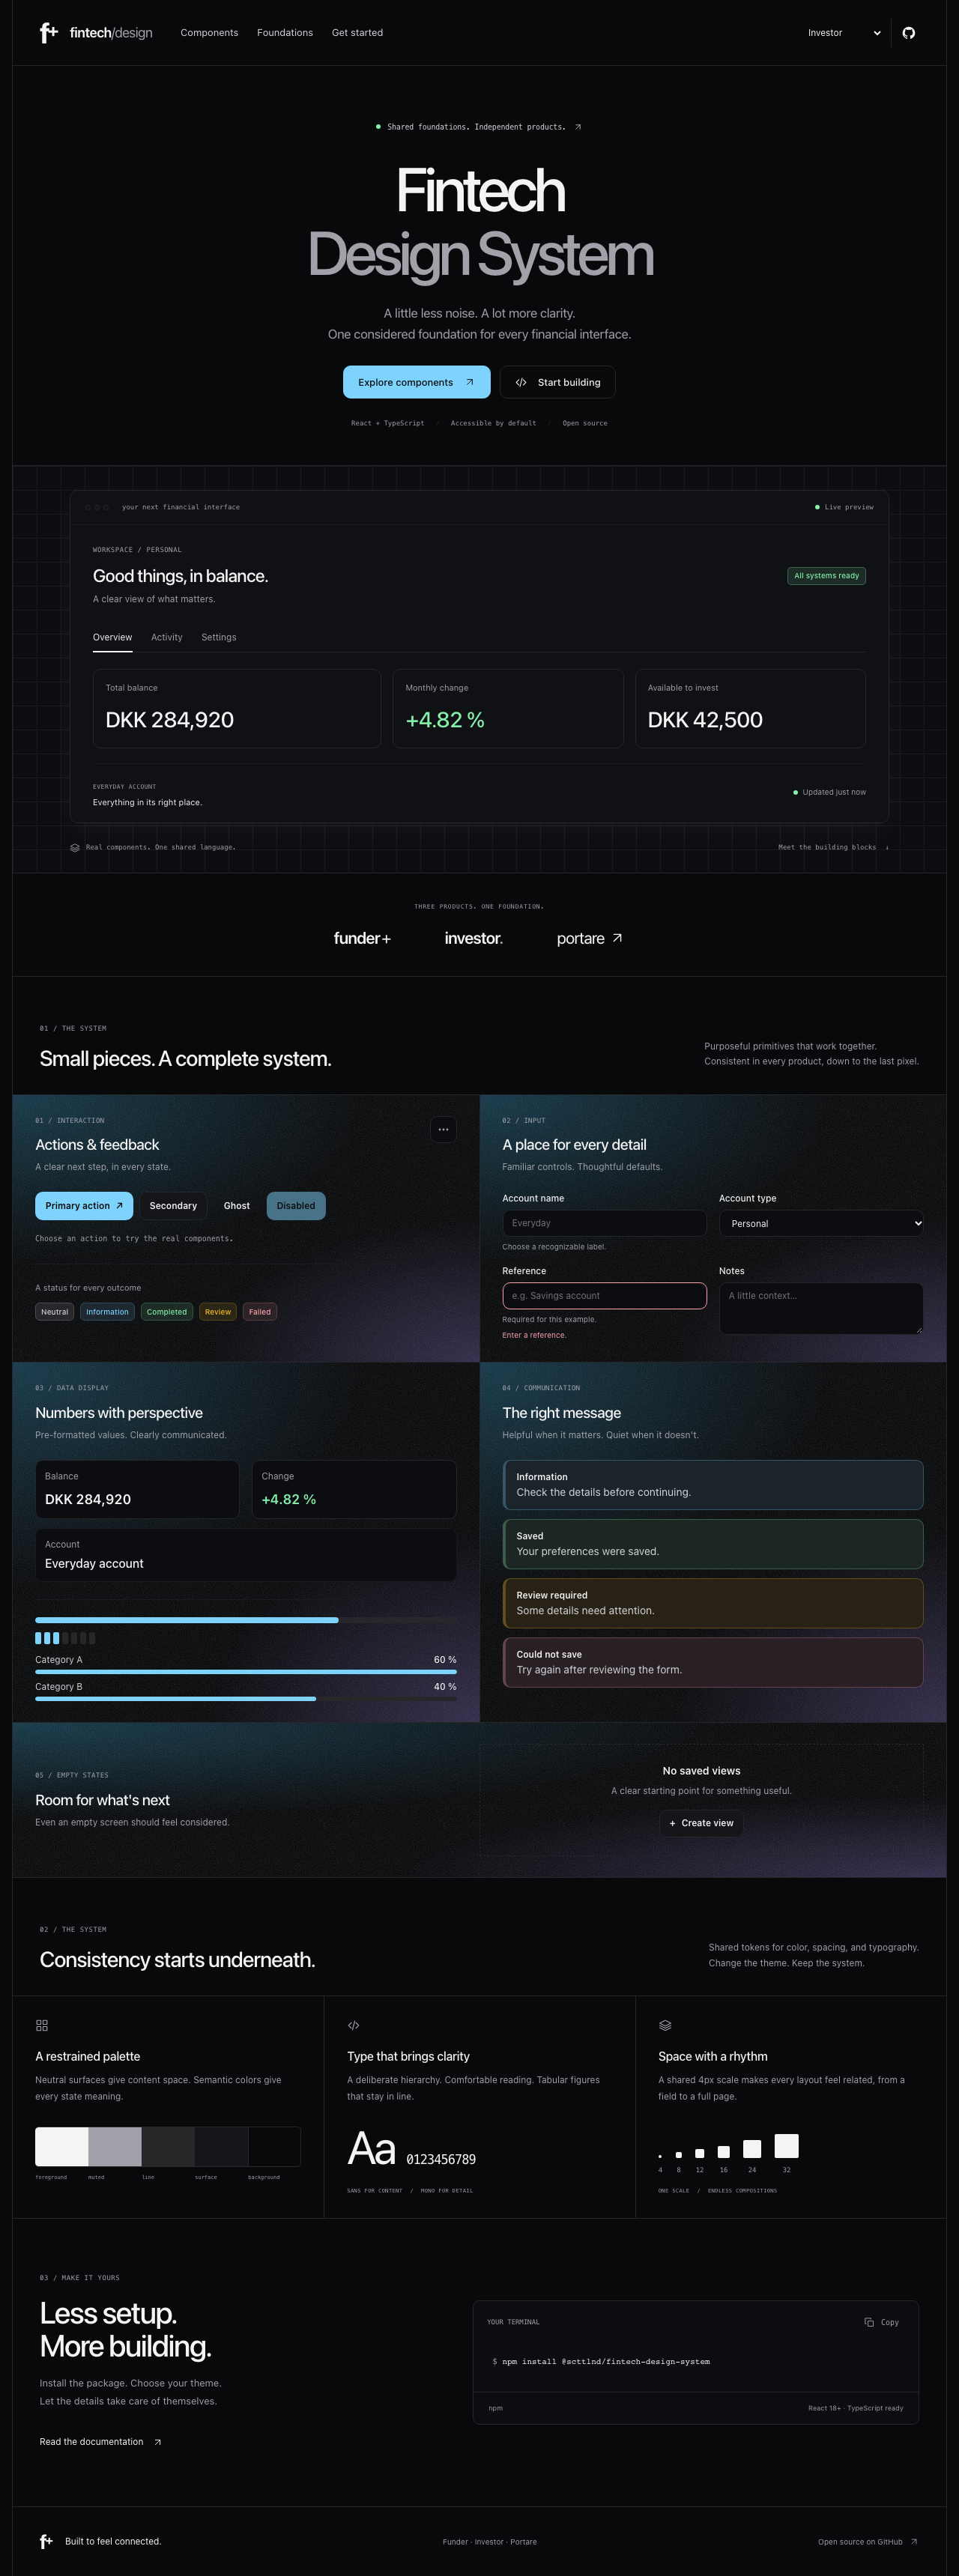 f+ fintech/design Components Foundations Get started Investor
Shared foundations. Independent products. ↗
Fintech
Design System
A little less noise. A lot more clarity.
One considered foundation for every financial interface.
Explore components ↗ </> Start building
React + TypeScript / Accessible by default / Open source
your next financial interface Live preview
WORKSPACE / PERSONAL
Good things, in balance.
All systems ready
A clear view of what matters.
Overview Activity Settings
Total balance Monthly change Available to invest
DKK 284,920 +4.82 % DKK 42,500
EVERYDAY ACCOUNT
Everything in its right place.
Updated just now
Real components. One shared language. Meet the building blocks ↓
THREE PRODUCTS. ONE FOUNDATION.
funder+ investor. portare ↗
01 / THE SYSTEM
Small pieces. A complete system.
Purposeful primitives that work together.
Consistent in every product, down to the last pixel.
01 / INTERACTION
Actions & feedback
A clear next step, in every state.
Primary action ↗ Secondary Ghost Disabled
Choose an action to try the real components.
A status for every outcome
Neutral Information Completed Review Failed
02 / INPUT
A place for every detail
Familiar controls. Thoughtful defaults.
Account name Account type
Everyday Personal
Choose a recognizable label.
Reference Notes
e.g. Savings account A little context...
Required for this example.
Enter a reference.
03 / DATA DISPLAY
Numbers with perspective
Pre-formatted values. Clearly communicated.
Balance Change
DKK 284,920 +4.82 %
Account
Everyday account
Category A 60 %
Category B 40 %
04 / COMMUNICATION
The right message
Helpful when it matters. Quiet when it doesn't.
Information
Check the details before continuing.
Saved
Your preferences were saved.
Review required
Some details need attention.
Could not save
Try again after reviewing the form.
05 / EMPTY STATES
Room for what's next
Even an empty screen should feel considered.
No saved views
A clear starting point for something useful.
+ Create view
02 / THE SYSTEM
Consistency starts underneath.
Shared tokens for color, spacing, and typography.
Change the theme. Keep the system.
A restrained palette
Neutral surfaces give content space. Semantic colors give
every state meaning.
foreground muted line surface background
</>
Type that brings clarity
A deliberate hierarchy. Comfortable reading. Tabular figures
that stay in line.
Aa 0123456789
SANS FOR CONTENT / MONO FOR DETAIL
Space with a rhythm
A shared 4px scale makes every layout feel related, from a
field to a full page.
4 8 12 16 24 32
ONE SCALE / ENDLESS COMPOSITIONS
03 / MAKE IT YOURS
Less setup.
More building.
Install the package. Choose your theme.
Let the details take care of themselves.
Read the documentation ↗
YOUR TERMINAL Copy
$ npm install @scttlnd/fintech-design-system
npm React 18+ · TypeScript ready
f+ Built to feel connected. Funder · Investor · Portare Open source on GitHub ↗